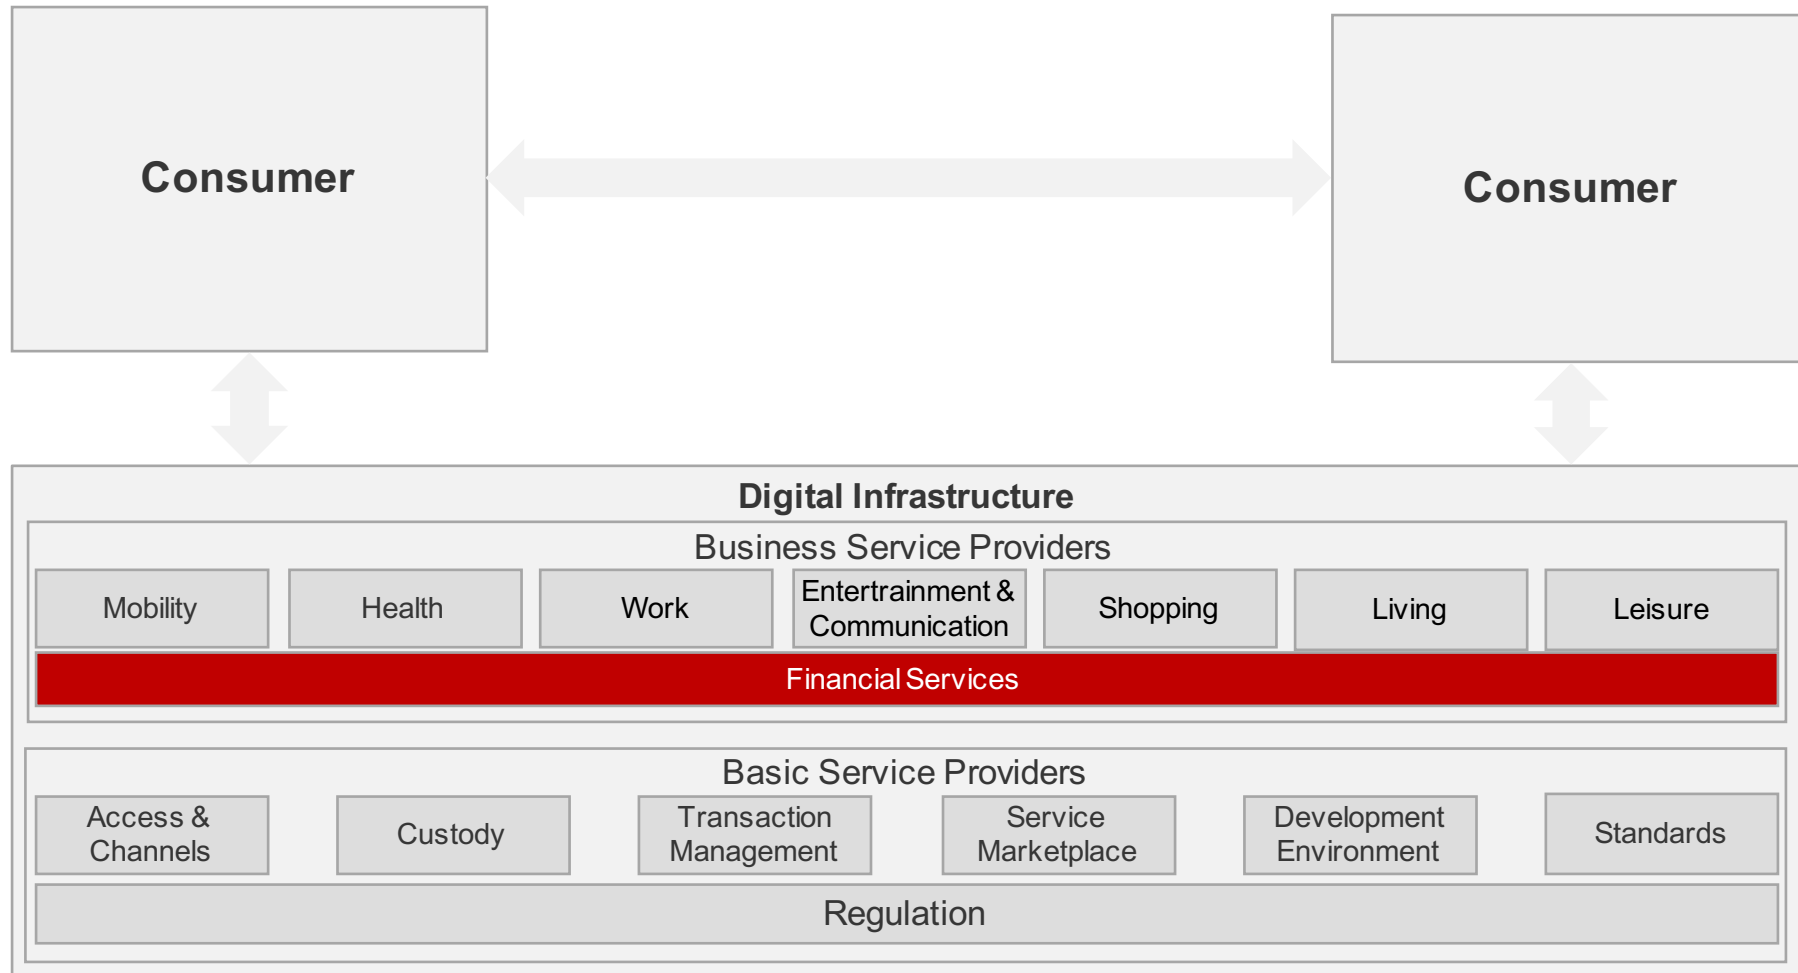 Consumer
Consumer
Digital Infrastructure
Business Service Providers
Mobility
Health
Work
Entertrainment &
Communication
Shopping
Living
Leisure
Financial Services
Basic Service Providers
Access &
Channels
Custody
Transaction
Management
Service
Marketplace
Development
Environment
Standards
Regulation